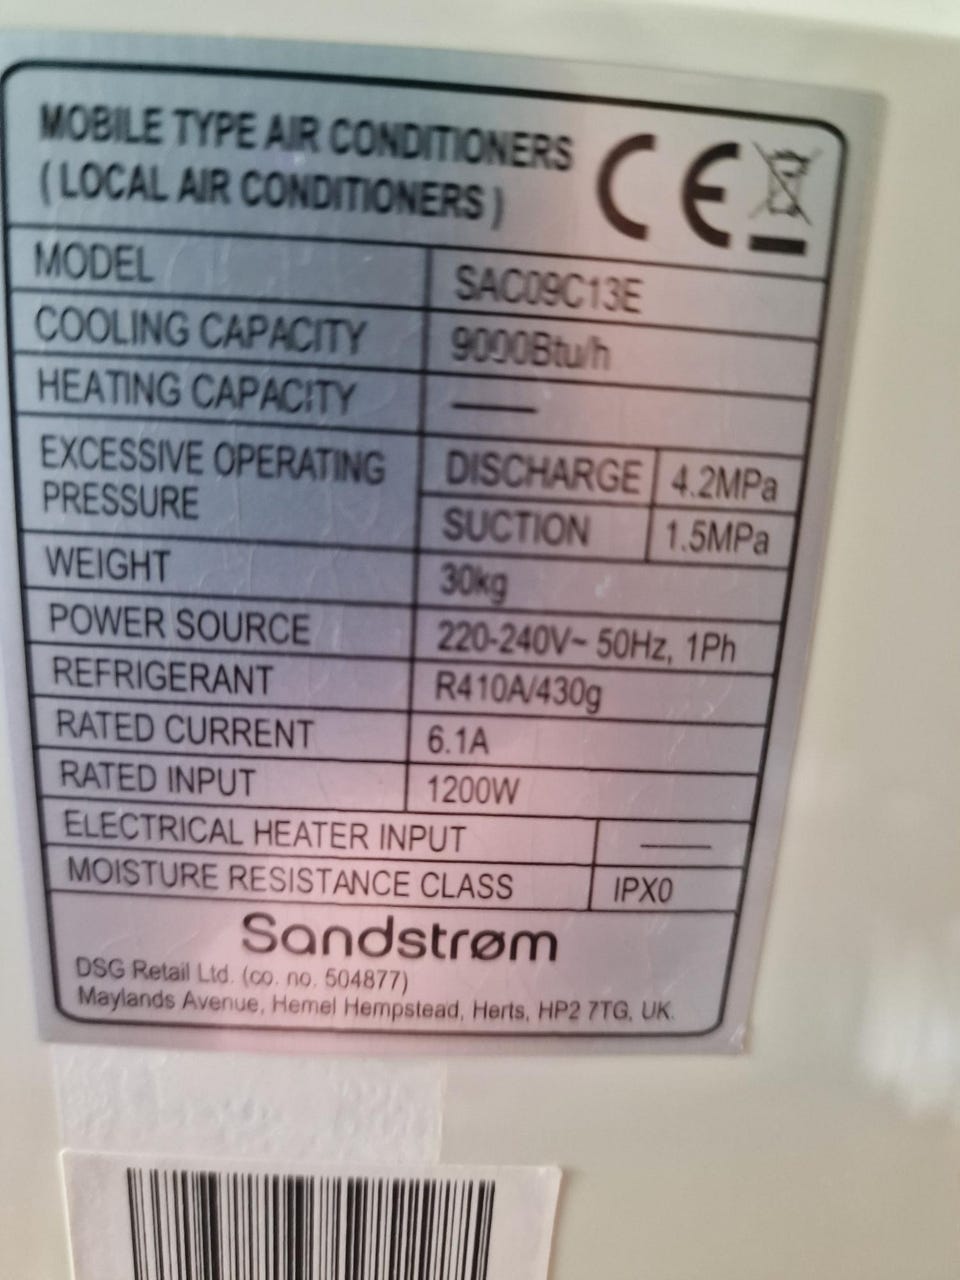 MOBILE TYPE AIR CONDITIONERS
( LOCAL AIR CONDITIONERS )
CE
MODEL SAC09C13E
COOLING CAPACITY 9000Btu/h
HEATING CAPACITY ——
EXCESSIVE OPERATING PRESSURE DISCHARGE 4.2MPa
SUCTION 1.5MPa
WEIGHT 30kg
POWER SOURCE 220-240V~ 50Hz, 1Ph
REFRIGERANT R410A/430g
RATED CURRENT 6.1A
RATED INPUT 1200W
ELECTRICAL HEATER INPUT ——
MOISTURE RESISTANCE CLASS IPX0
Sandstrøm
DSG Retail Ltd. (co. no. 504877)
Maylands Avenue, Hemel Hempstead, Herts, HP2 7TG, UK.